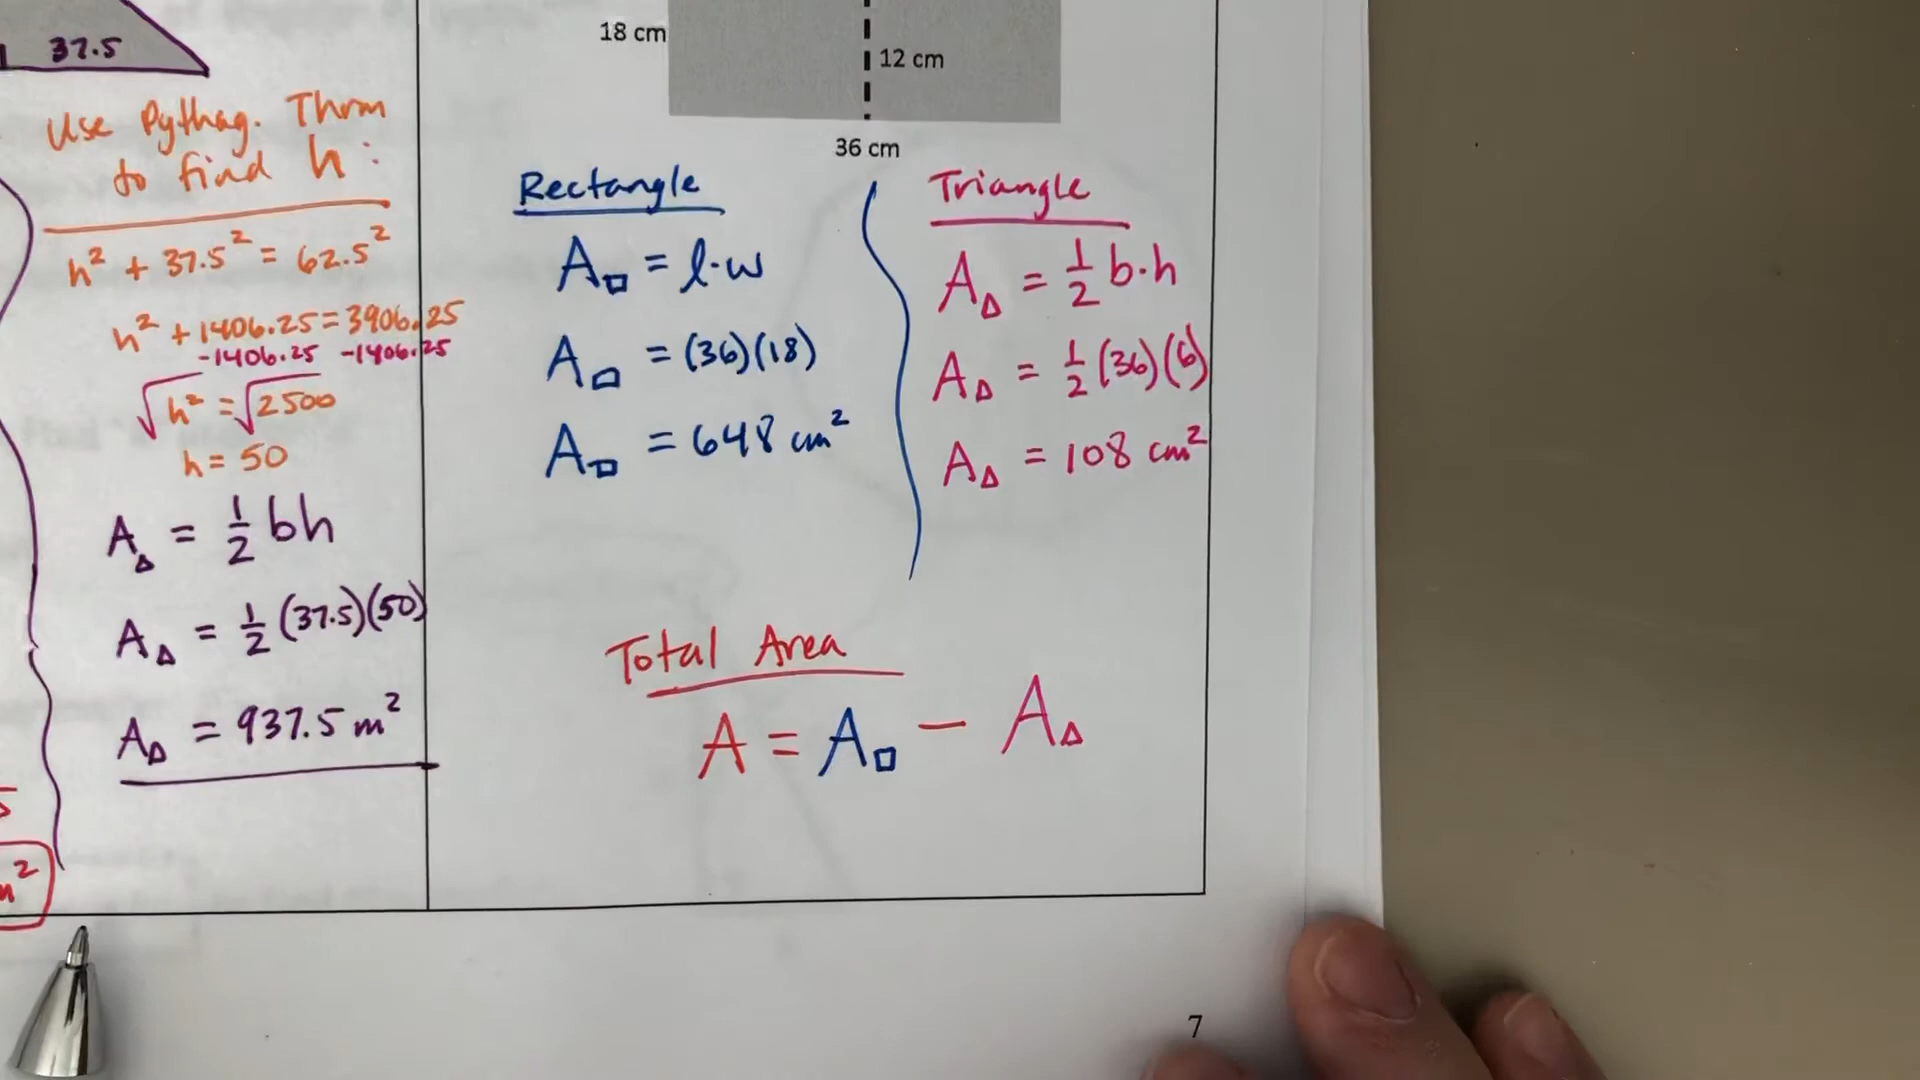 37.5
Use Pythag. Thrm
to find h:
h² + 37.5² = 62.5²
h² + 1406.25 = 3906.25
-1406.25 -1406.25
√h² = √2500
h = 50
A△ = 1/2 bh
A△ = 1/2 (37.5)(50)
A△ = 937.5 m²
m²
18 cm
12 cm
36 cm
Rectangle
A▭ = l·w
A▭ = (36)(18)
A▭ = 648 cm²
Triangle
A△ = 1/2 b·h
A△ = 1/2 (36)(6)
A△ = 108 cm²
Total Area
A = A▭ - A△
7